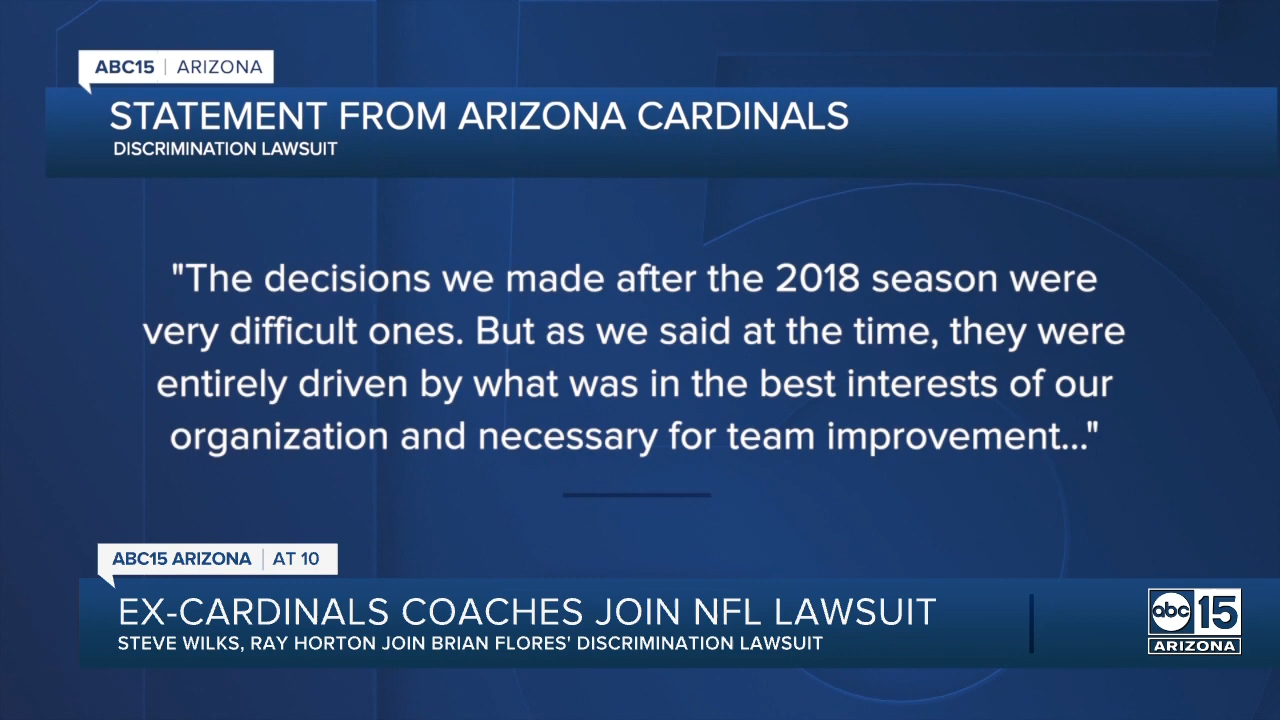 ABC15 | ARIZONA
STATEMENT FROM ARIZONA CARDINALS
DISCRIMINATION LAWSUIT
"The decisions we made after the 2018 season were
very difficult ones. But as we said at the time, they were
entirely driven by what was in the best interests of our
organization and necessary for team improvement..."
ABC15 ARIZONA | AT 10
EX-CARDINALS COACHES JOIN NFL LAWSUIT
STEVE WILKS, RAY HORTON JOIN BRIAN FLORES' DISCRIMINATION LAWSUIT
abc 15
ARIZONA